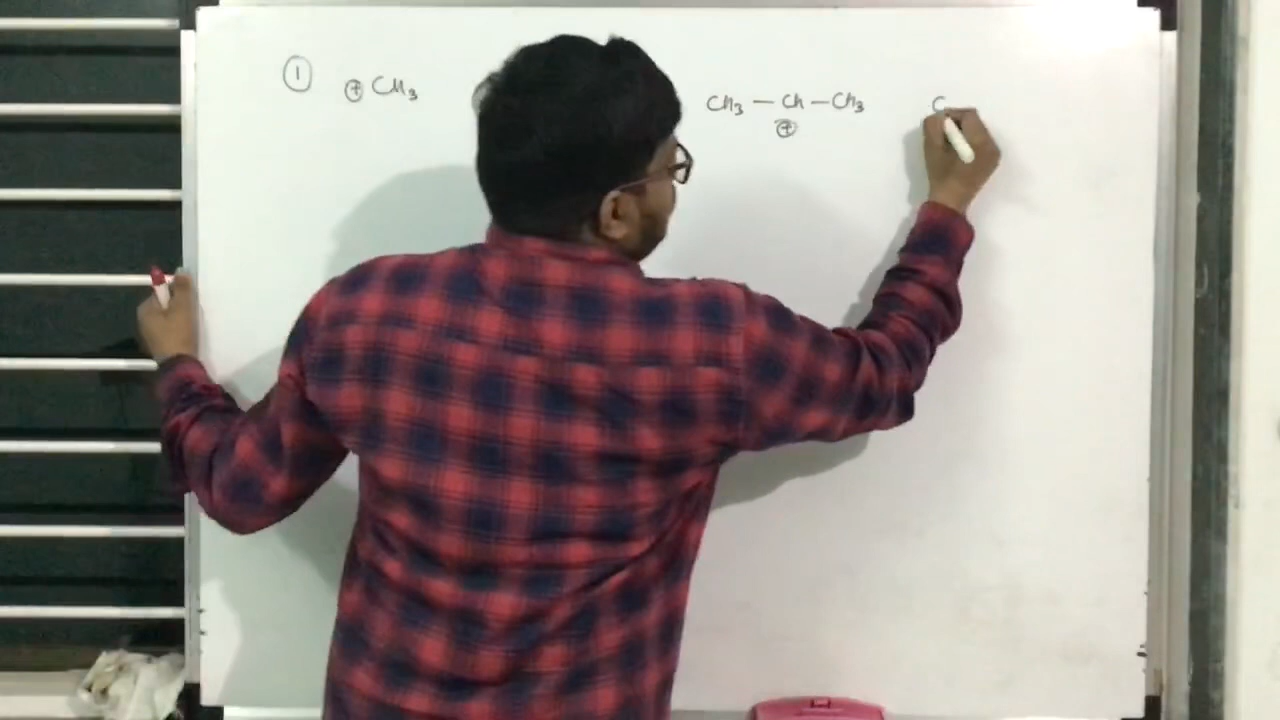 ① ⊕CH₃ CH₃ – CH – CH₃ C
⊕